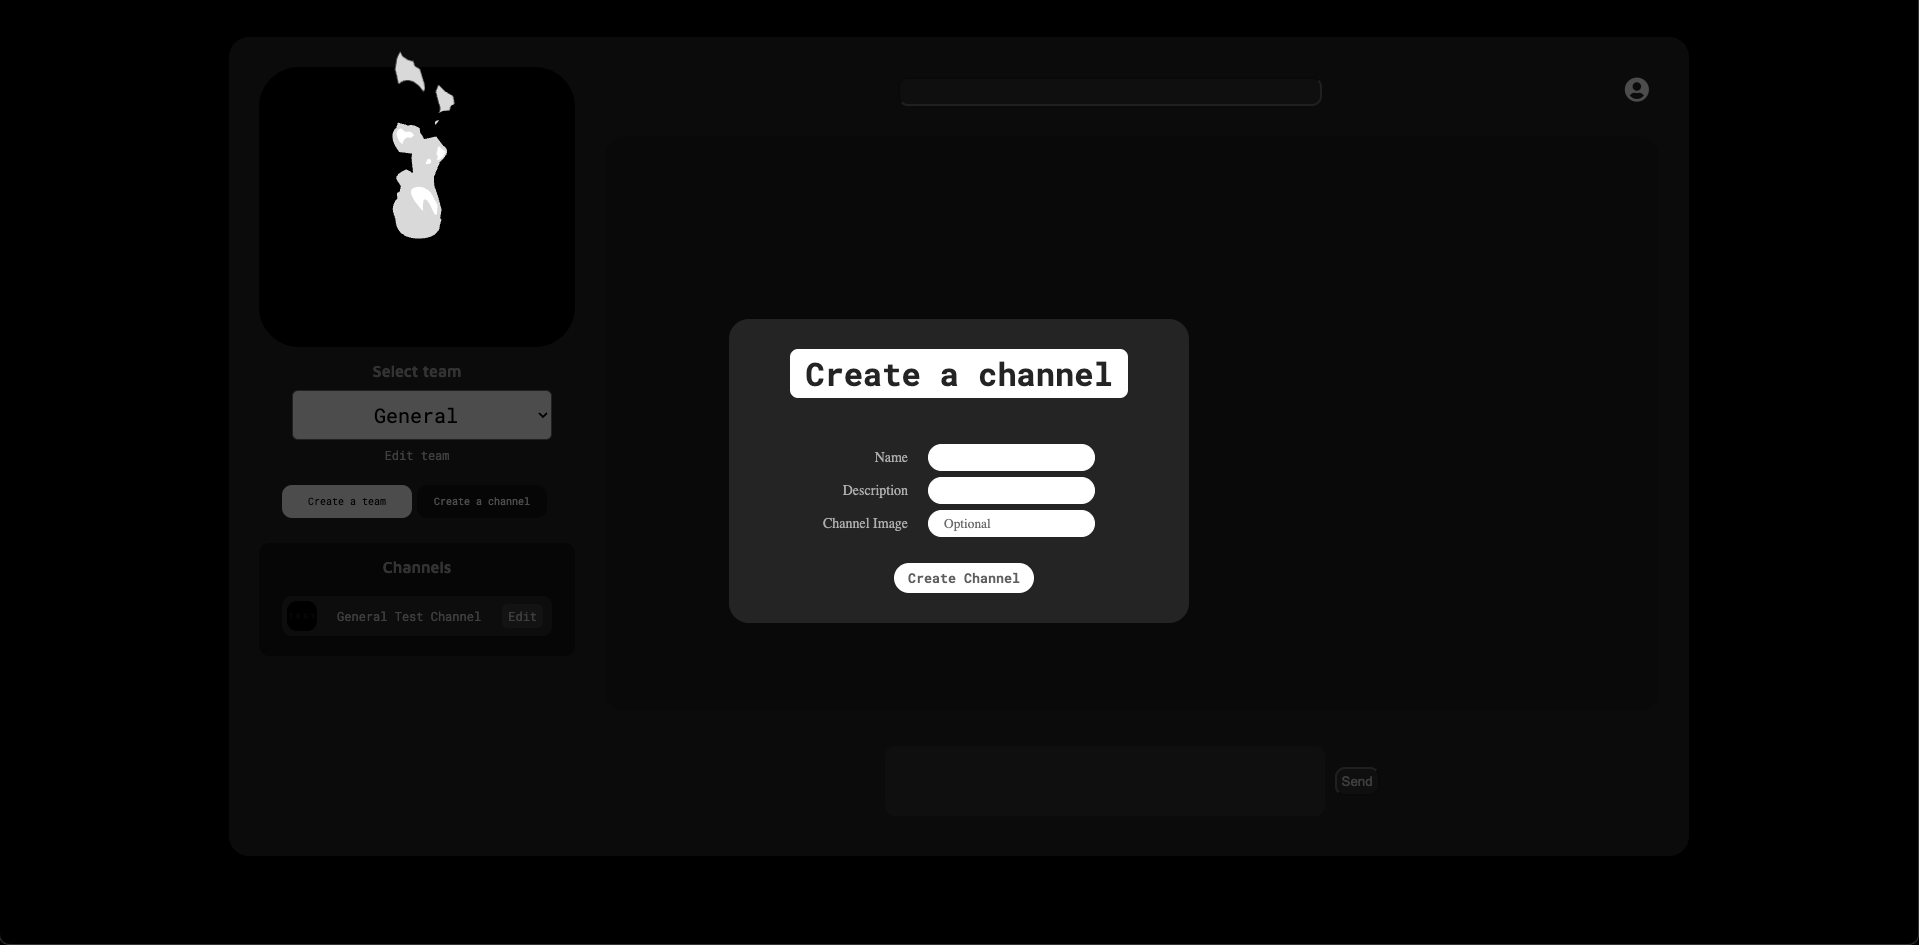 Select team
General
Edit team
Create a team
Create a channel
Channels
General Test Channel
Edit
Create a channel
Name
Description
Channel Image
Optional
Create Channel
Send